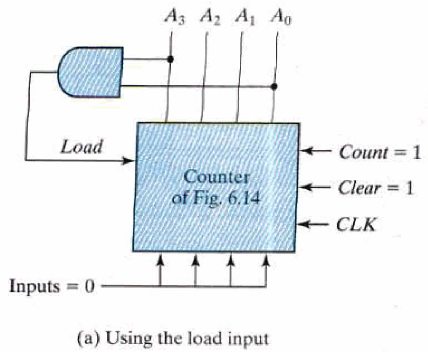 A3 A2 A1 A0
Load
Counter
of Fig. 6.14
Count = 1
Clear = 1
CLK
Inputs = 0
(a) Using the load input